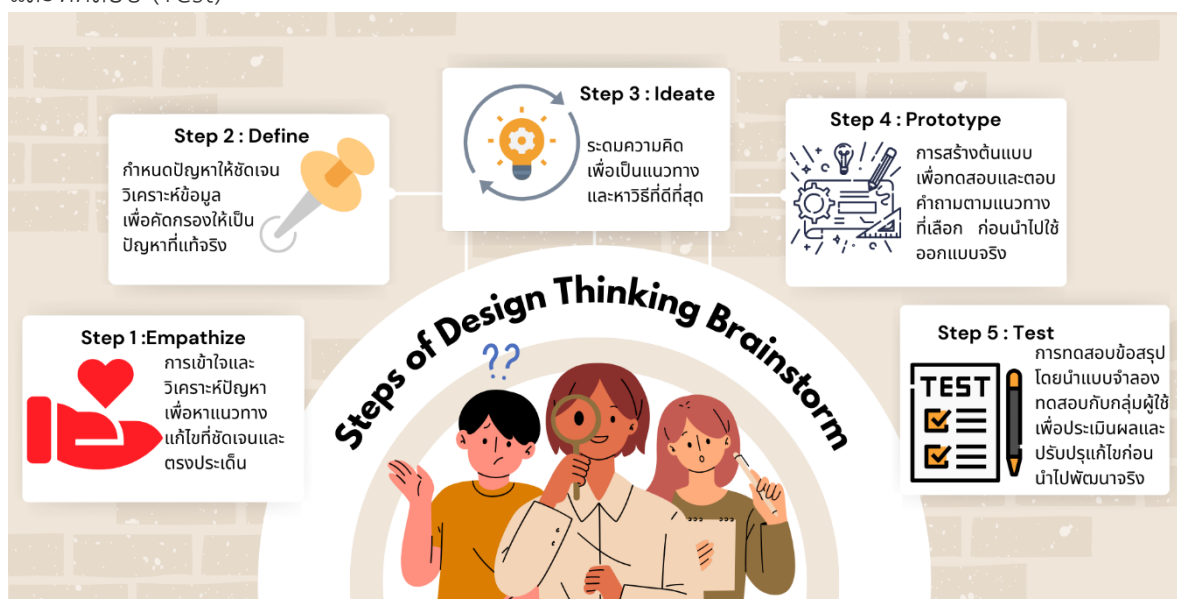 Steps of Design Thinking Brainstorm
Step 1 :Empathize
การเข้าใจและ
วิเคราะห์ปัญหา
เพื่อหาแนวทาง
แก้ไขที่ชัดเจนและ
ตรงประเด็น
Step 2 : Define
กำหนดปัญหาให้ชัดเจน
วิเคราะห์ข้อมูล
เพื่อคัดกรองให้เป็น
ปัญหาที่แท้จริง
Step 3 : Ideate
ระดมความคิด
เพื่อเป็นแนวทาง
และหาวิธีที่ดีที่สุด
Step 4 : Prototype
การสร้างต้นแบบ
เพื่อทดสอบและตอบ
คำถามตามแนวทาง
ที่เลือก ก่อนนำไปใช้
ออกแบบจริง
Step 5 : Test
TEST
การทดสอบข้อสรุป
โดยนำแบบจำลอง
ทดสอบกับกลุ่มผู้ใช้
เพื่อประเมินผลและ
ปรับปรุแก้ไขก่อน
นำไปพัฒนาจริง
??